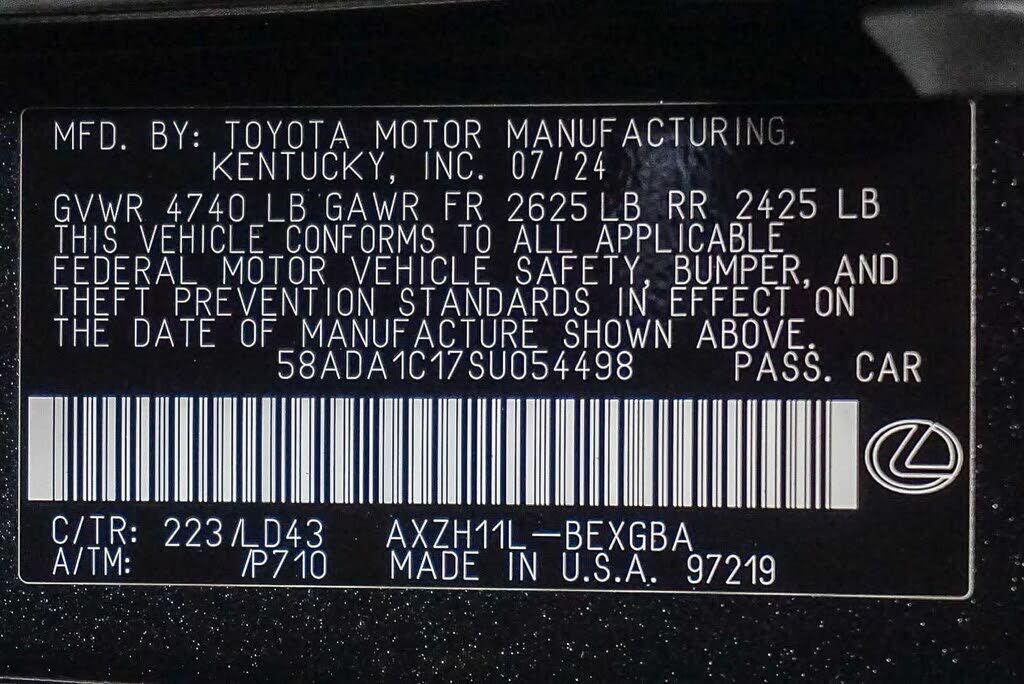 MFD. BY: TOYOTA MOTOR MANUFACTURING.
KENTUCKY, INC. 07/24
GVWR 4740 LB GAWR FR 2625 LB RR 2425 LB
THIS VEHICLE CONFORMS TO ALL APPLICABLE
FEDERAL MOTOR VEHICLE SAFETY, BUMPER, AND
THEFT PREVENTION STANDARDS IN EFFECT ON
THE DATE OF MANUFACTURE SHOWN ABOVE.
58ADA1C17SU054498 PASS. CAR
C/TR: 223/LD43 AXZH11L-BEXGBA
A/TM: /P710 MADE IN U.S.A. 97219